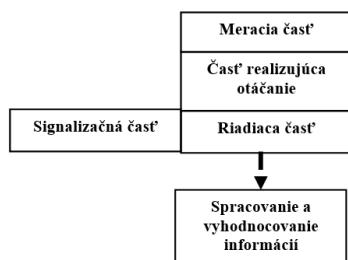 Meracia časť
Časť realizujúca
otáčanie
Signalizačná časť
Riadiaca časť
Spracovanie a
vyhodnocovanie
informácií